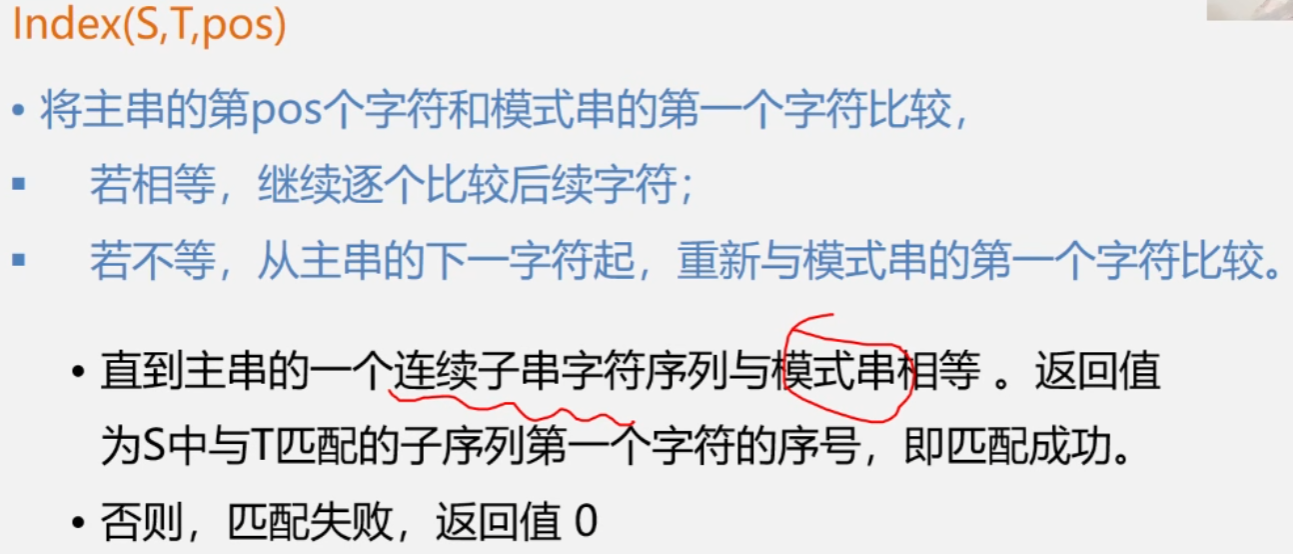 Index(S,T,pos)
• 将主串的第pos个字符和模式串的第一个字符比较，
▪ 若相等，继续逐个比较后续字符；
▪ 若不等，从主串的下一字符起，重新与模式串的第一个字符比较。
• 直到主串的一个连续子串字符序列与模式串相等 。返回值
为S中与T匹配的子序列第一个字符的序号，即匹配成功。
• 否则，匹配失败，返回值 0